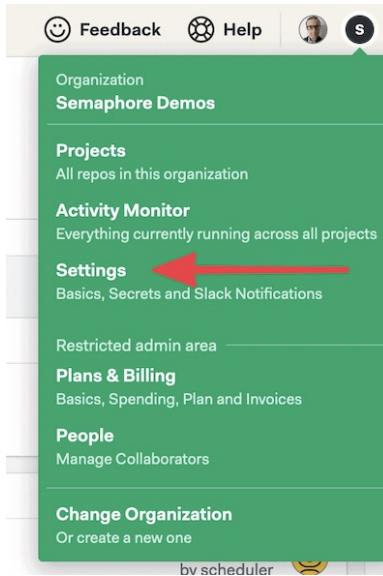 Feedback Help S
Organization
Semaphore Demos
Projects
All repos in this organization
Activity Monitor
Everything currently running across all projects
Settings
Basics, Secrets and Slack Notifications
Restricted admin area
Plans & Billing
Basics, Spending, Plan and Invoices
People
Manage Collaborators
Change Organization
Or create a new one
by scheduler